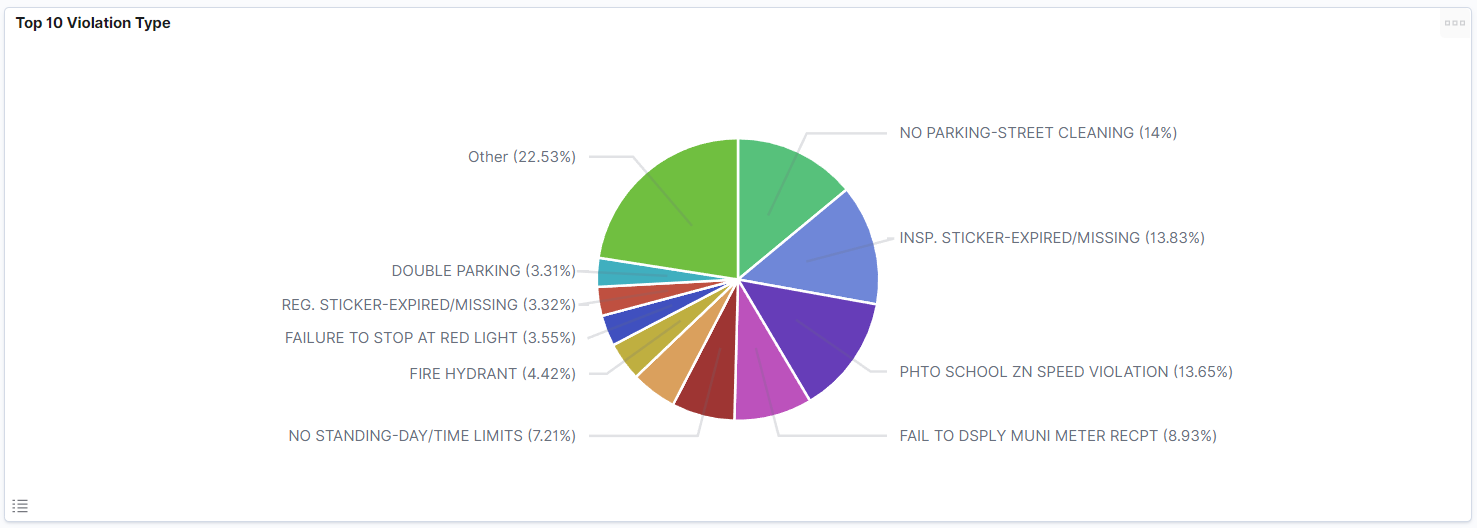 Top 10 Violation Type
NO PARKING-STREET CLEANING (14%)
Other (22.53%)
INSP. STICKER-EXPIRED/MISSING (13.83%)
DOUBLE PARKING (3.31%)
REG. STICKER-EXPIRED/MISSING (3.32%)
FAILURE TO STOP AT RED LIGHT (3.55%)
PHTO SCHOOL ZN SPEED VIOLATION (13.65%)
FIRE HYDRANT (4.42%)
NO STANDING-DAY/TIME LIMITS (7.21%)
FAIL TO DSPLY MUNI METER RECPT (8.93%)